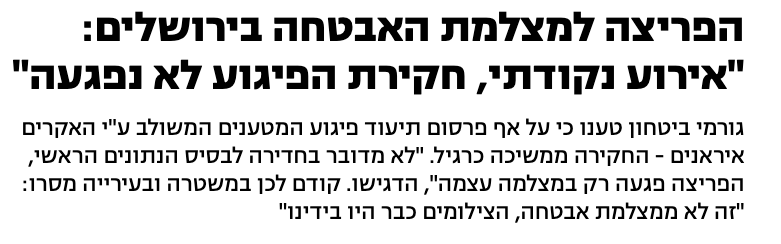 הפריצה למצלמת האבטחה בירושלים:
"אירוע נקודתי, חקירת הפיגוע לא נפגעה"
גורמי ביטחון טענו כי על אף פרסום תיעוד פיגוע המטענים המשולב ע"י האקרים
איראנים - החקירה ממשיכה כרגיל. "לא מדובר בחדירה לבסיס הנתונים הראשי,
הפריצה פגעה רק במצלמה עצמה", הדגישו. קודם לכן במשטרה ובעירייה מסרו:
"זה לא ממצלמת אבטחה, הצילומים כבר היו בידינו"